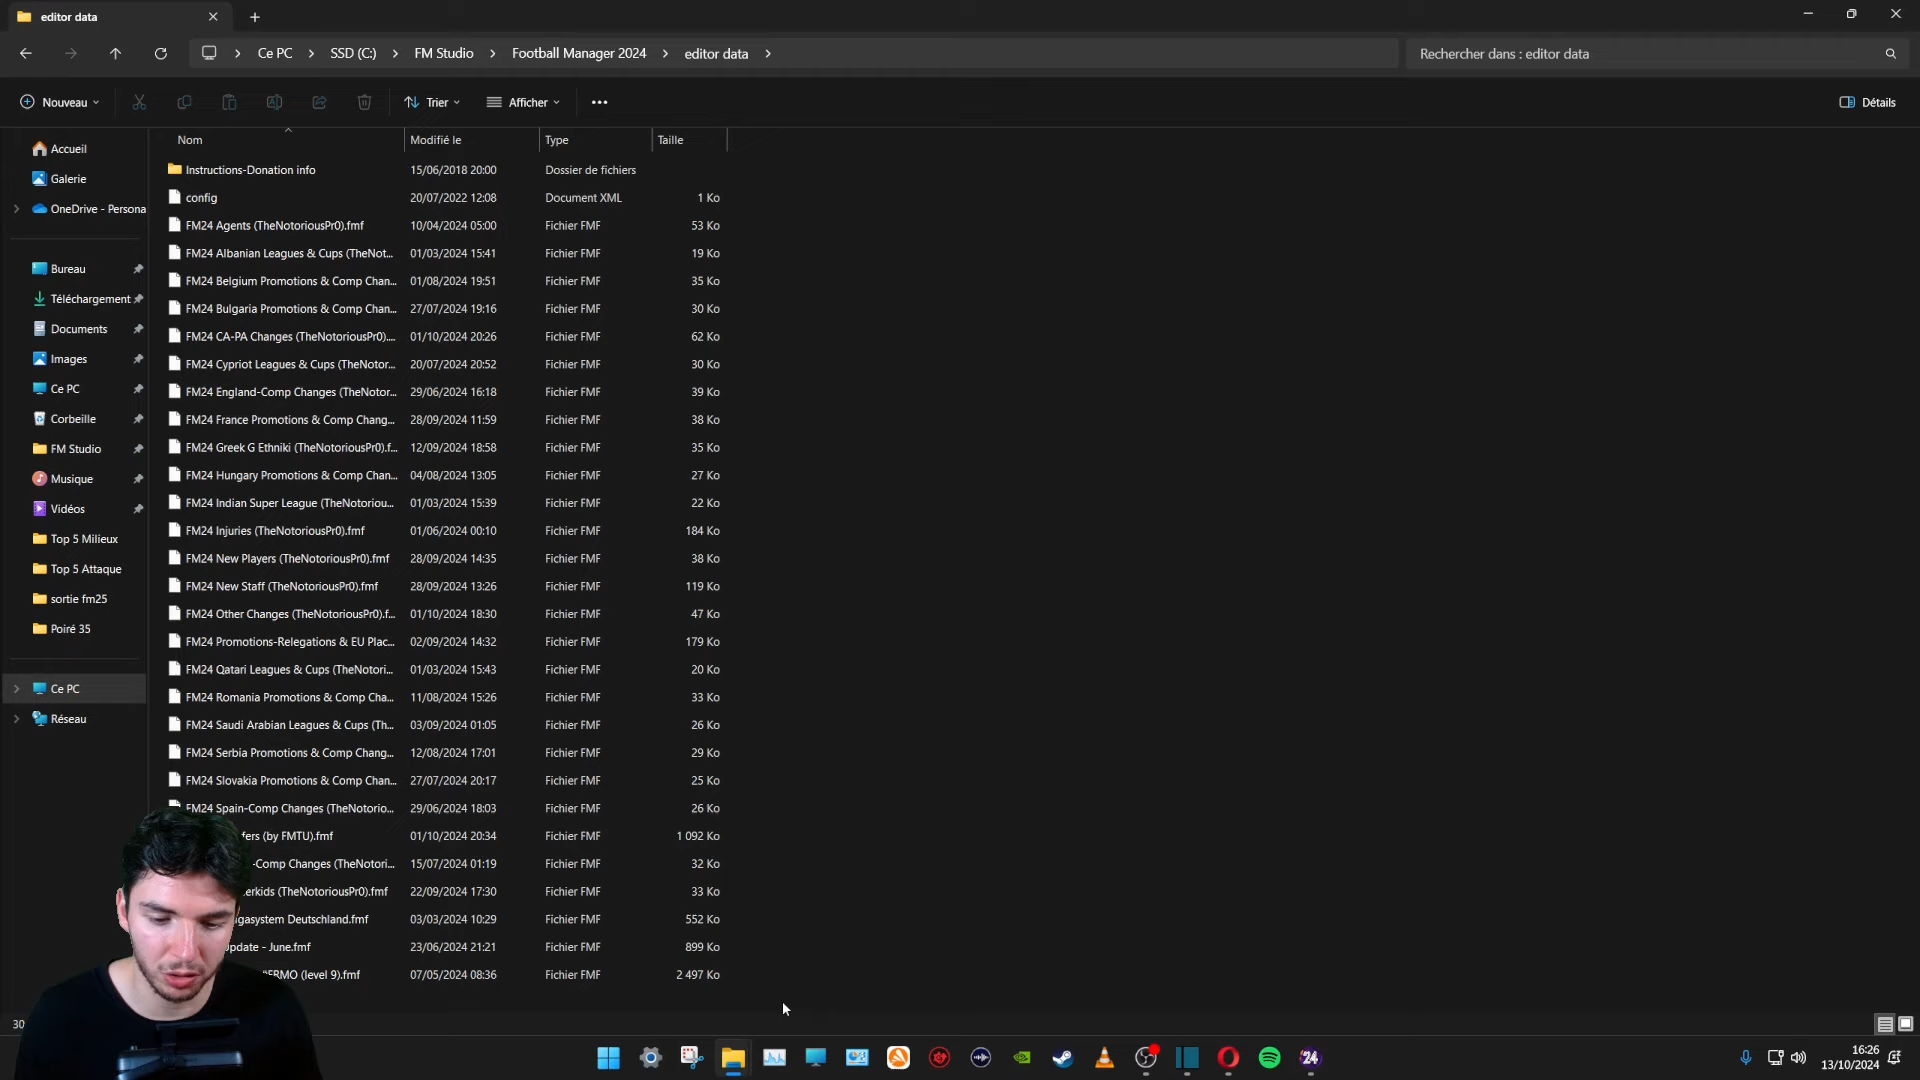 editor data
Ce PC
SSD (C:)
FM Studio
Football Manager 2024
editor data
Rechercher dans : editor data
Nouveau
Trier
Afficher
Détails
Nom Modifié le Type Taille
Accueil
Galerie
OneDrive - Persona
Bureau
Téléchargement
Documents
Images
Ce PC
Corbeille
FM Studio
Musique
Vidéos
Top 5 Milieux
Top 5 Attaque
sortie fm25
Poiré 35
Ce PC
Réseau
Instructions-Donation info 15/06/2018 20:00 Dossier de fichiers
config 20/07/2022 12:08 Document XML 1 Ko
FM24 Agents (TheNotoriousPr0).fmf 10/04/2024 05:00 Fichier FMF 53 Ko
FM24 Albanian Leagues & Cups (TheNot... 01/03/2024 15:41 Fichier FMF 19 Ko
FM24 Belgium Promotions & Comp Chan... 01/08/2024 19:51 Fichier FMF 35 Ko
FM24 Bulgaria Promotions & Comp Chan... 27/07/2024 19:16 Fichier FMF 30 Ko
FM24 CA-PA Changes (TheNotoriousPr0).... 01/10/2024 20:26 Fichier FMF 62 Ko
FM24 Cypriot Leagues & Cups (TheNotor... 20/07/2024 20:52 Fichier FMF 30 Ko
FM24 England-Comp Changes (TheNotor... 29/06/2024 16:18 Fichier FMF 39 Ko
FM24 France Promotions & Comp Chang... 28/09/2024 11:59 Fichier FMF 38 Ko
FM24 Greek G Ethniki (TheNotoriousPr0).f... 12/09/2024 18:58 Fichier FMF 35 Ko
FM24 Hungary Promotions & Comp Chan... 04/08/2024 13:05 Fichier FMF 27 Ko
FM24 Indian Super League (TheNotoriou... 01/03/2024 15:39 Fichier FMF 22 Ko
FM24 Injuries (TheNotoriousPr0).fmf 01/06/2024 00:10 Fichier FMF 184 Ko
FM24 New Players (TheNotoriousPr0).fmf 28/09/2024 14:35 Fichier FMF 38 Ko
FM24 New Staff (TheNotoriousPr0).fmf 28/09/2024 13:26 Fichier FMF 119 Ko
FM24 Other Changes (TheNotoriousPr0).f... 01/10/2024 18:30 Fichier FMF 47 Ko
FM24 Promotions-Relegations & EU Plac... 02/09/2024 14:32 Fichier FMF 179 Ko
FM24 Qatari Leagues & Cups (TheNotori... 01/03/2024 15:43 Fichier FMF 20 Ko
FM24 Romania Promotions & Comp Cha... 11/08/2024 15:26 Fichier FMF 33 Ko
FM24 Saudi Arabian Leagues & Cups (Th... 03/09/2024 01:05 Fichier FMF 26 Ko
FM24 Serbia Promotions & Comp Chang... 12/08/2024 17:01 Fichier FMF 29 Ko
FM24 Slovakia Promotions & Comp Chan... 27/07/2024 20:17 Fichier FMF 25 Ko
FM24 Spain-Comp Changes (TheNotorio... 29/06/2024 18:03 Fichier FMF 26 Ko
fers (by FMTU).fmf 01/10/2024 20:34 Fichier FMF 1 092 Ko
-Comp Changes (TheNotori... 15/07/2024 01:19 Fichier FMF 32 Ko
erkids (TheNotoriousPr0).fmf 22/09/2024 17:30 Fichier FMF 33 Ko
gasystem Deutschland.fmf 03/03/2024 10:29 Fichier FMF 552 Ko
pdate - June.fmf 23/06/2024 21:21 Fichier FMF 899 Ko
ERMO (level 9).fmf 07/05/2024 08:36 Fichier FMF 2 497 Ko
30
24
16:26
13/10/2024